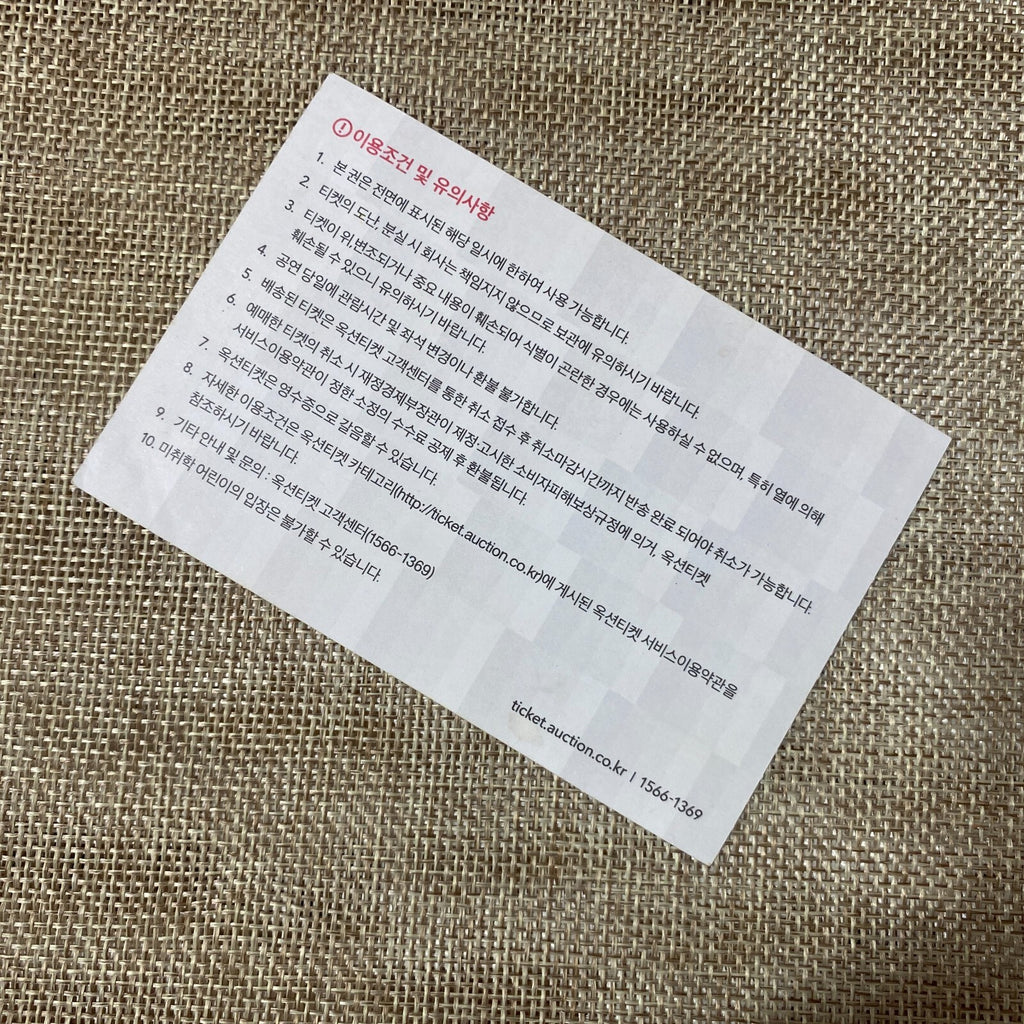 ! 이용조건 및 유의사항
1. 본 권은 전면에 표시된 해당 일시에 한하여 사용 가능합니다.
2. 티켓의 도난, 분실 시 회사는 책임지지 않으므로 보관에 유의하시기 바랍니다.
3. 티켓이 위,변조되거나 중요 내용이 훼손되어 식별이 곤란한 경우에는 사용하실 수 없으며, 특히 열에 의해
훼손될 수 있으니 유의하시기 바랍니다.
4. 공연 당일에 관람시간 및 좌석 변경이나 환불 불가합니다.
5. 배송된 티켓은 옥션티켓 고객센터를 통한 취소 접수 후 취소마감시간까지 반송 완료 되어야 취소가 가능합니다.
6. 예매한 티켓의 취소 시 재정경제부장관이 제정·고시한 소비자피해보상규정에 의거, 옥션티켓
서비스이용약관이 정한 소정의 수수료 공제 후 환불됩니다.
7. 옥션티켓은 영수증으로 갈음할 수 있습니다.
8. 자세한 이용조건은 옥션티켓 카테고리(http://ticket.auction.co.kr)에 게시된 옥션티켓 서비스이용약관을
참조하시기 바랍니다.
9. 기타 안내 및 문의 : 옥션티켓 고객센터(1566-1369)
10. 미취학 어린이의 입장은 불가할 수 있습니다.
ticket.auction.co.kr | 1566-1369